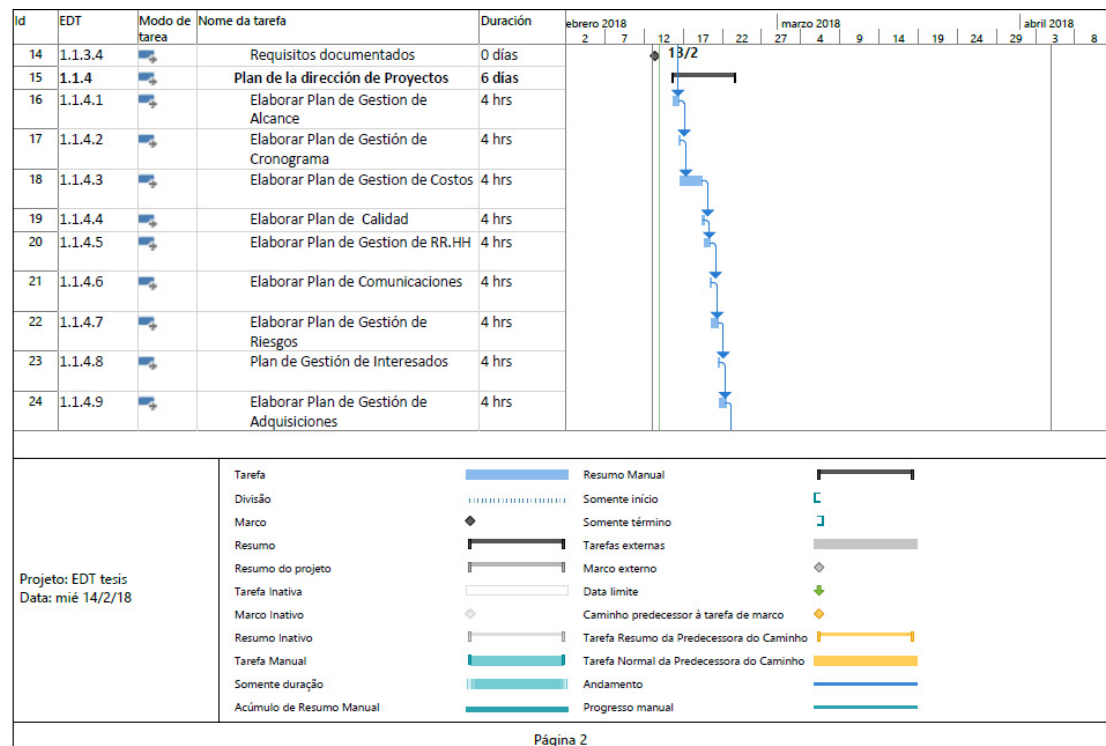 Id EDT Modo de Nome da tarefa Duración ebrero 2018 marzo 2018 abril 2018
tarea 2 7 12 17 22 27 4 9 14 19 24 29 3 8
14 1.1.3.4 Requisitos documentados 0 días 13/2
15 1.1.4 Plan de la dirección de Proyectos 6 días
16 1.1.4.1 Elaborar Plan de Gestion de 4 hrs
Alcance
17 1.1.4.2 Elaborar Plan de Gestión de 4 hrs
Cronograma
18 1.1.4.3 Elaborar Plan de Gestion de Costos 4 hrs
19 1.1.4.4 Elaborar Plan de Calidad 4 hrs
20 1.1.4.5 Elaborar Plan de Gestion de RR.HH 4 hrs
21 1.1.4.6 Elaborar Plan de Comunicaciones 4 hrs
22 1.1.4.7 Elaborar Plan de Gestión de 4 hrs
Riesgos
23 1.1.4.8 Plan de Gestión de Interesados 4 hrs
24 1.1.4.9 Elaborar Plan de Gestión de 4 hrs
Adquisiciones
Projeto: EDT tesis
Data: mié 14/2/18
Tarefa
Divisão
Marco
Resumo
Resumo do projeto
Tarefa Inativa
Marco Inativo
Resumo Inativo
Tarefa Manual
Somente duração
Acúmulo de Resumo Manual
Resumo Manual
Somente início
Somente término
Tarefas externas
Marco externo
Data limite
Caminho predecessor à tarefa de marco
Tarefa Resumo da Predecessora do Caminho
Tarefa Normal da Predecessora do Caminho
Andamento
Progresso manual
Página 2